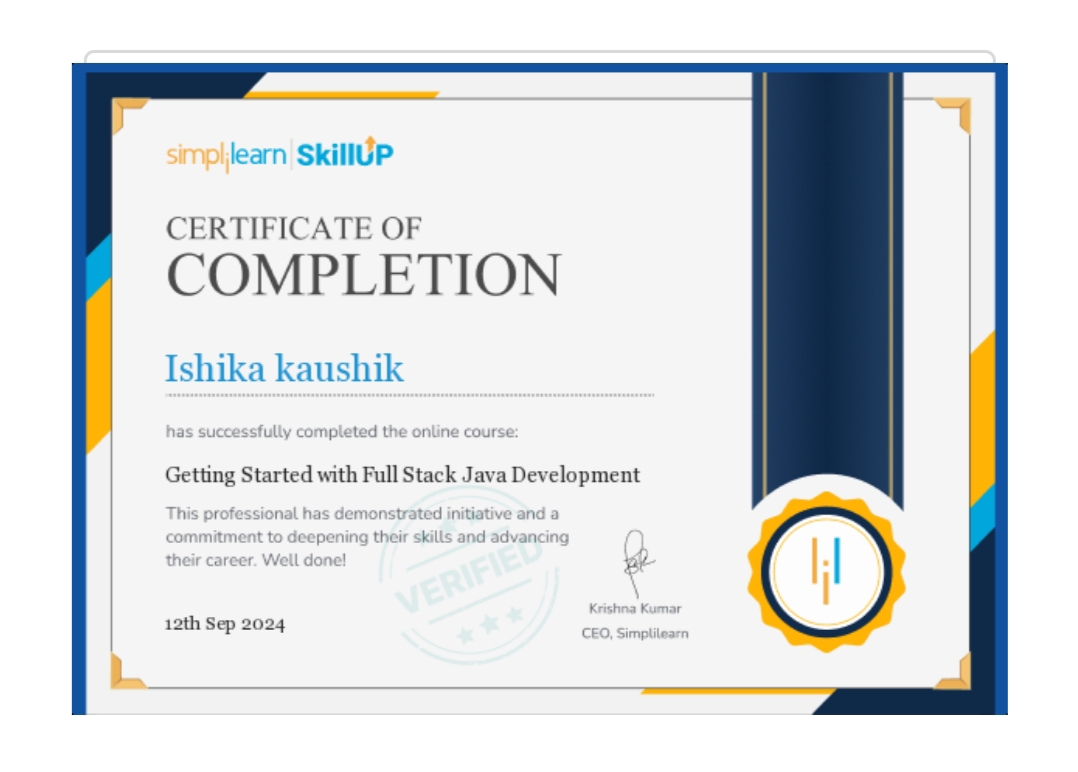 simplilearn | SkillUP
CERTIFICATE OF
COMPLETION
Ishika kaushik
has successfully completed the online course:
Getting Started with Full Stack Java Development
This professional has demonstrated initiative and a
commitment to deepening their skills and advancing
their career. Well done!
VERIFIED
12th Sep 2024
Krishna Kumar
CEO, Simplilearn